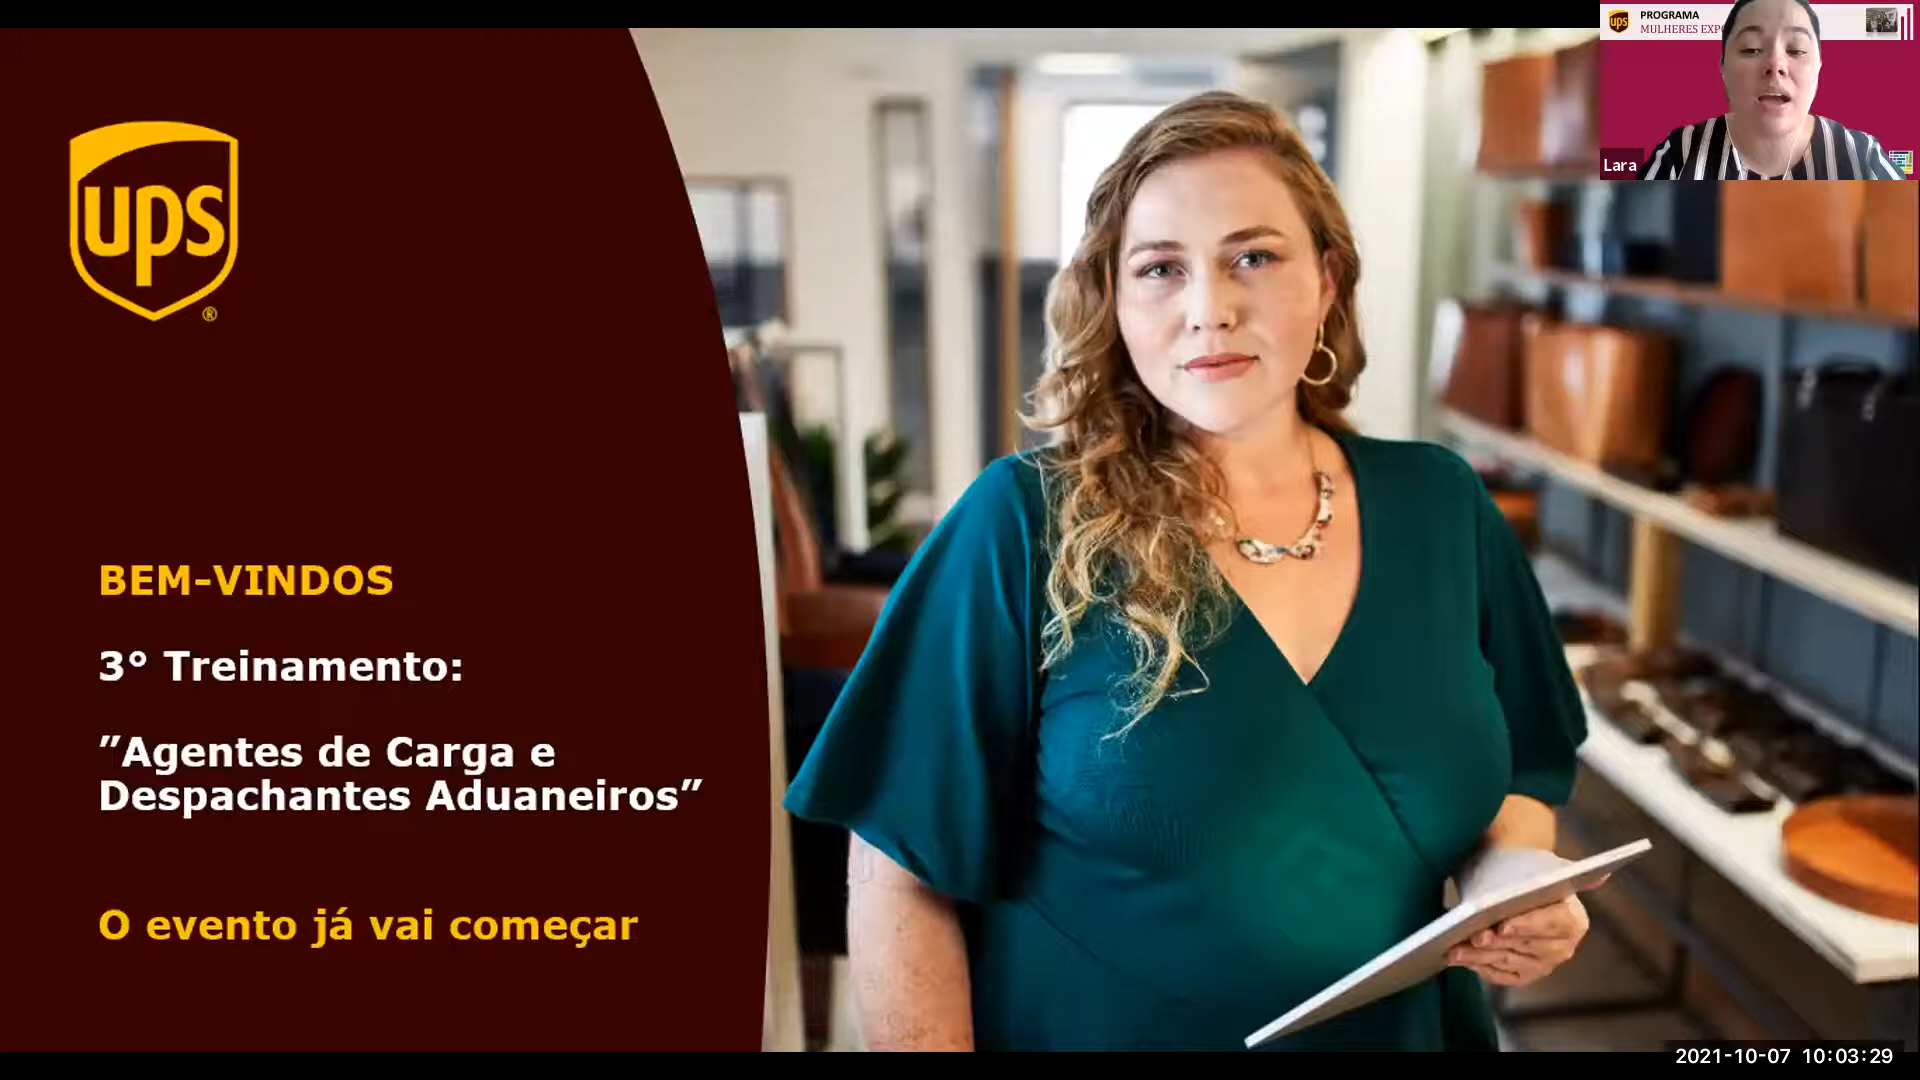 ups
®
BEM-VINDOS
3° Treinamento:
”Agentes de Carga e
Despachantes Aduaneiros”
O evento já vai começar
ups
PROGRAMA
MULHERES
Lara
2021-10-07 10:03:29